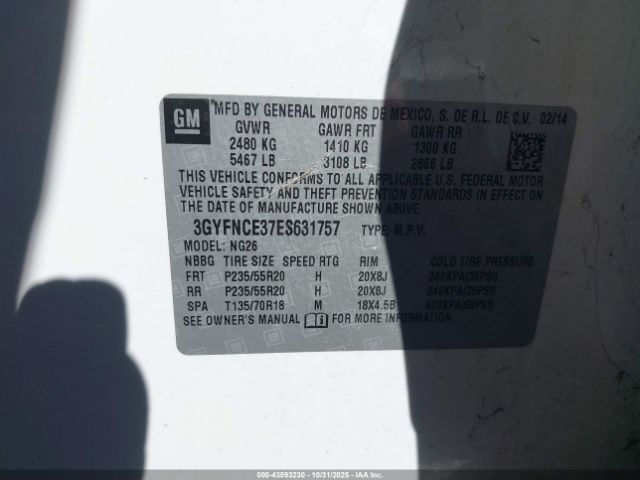 GM
MFD BY GENERAL MOTORS DE MEXICO, S. DE R.L. DE C.V. 02/14
GVWR GAWR FRT GAWR RR
2480 KG 1410 KG 1300 KG
5467 LB 3108 LB 2866 LB
THIS VEHICLE CONFORMS TO ALL APPLICABLE U.S. FEDERAL MOTOR
VEHICLE SAFETY AND THEFT PREVENTION STANDARDS IN EFFECT ON
THE DATE OF MANUFACTURE SHOWN ABOVE.
3GYFNCE37ES631757 TYPE: M.P.V.
MODEL: NG26
NBBG TIRE SIZE SPEED RTG RIM COLD TIRE PRESSURE
FRT P235/55R20 H 20X8J 240KPA(35PSI)
RR P235/55R20 H 20X8J 240KPA(35PSI)
SPA T135/70R18 M 18X4.5B 420KPA(60PSI)
SEE OWNER'S MANUAL FOR MORE INFORMATION.
000-43593230 - 10/31/2025 - IAA, Inc.